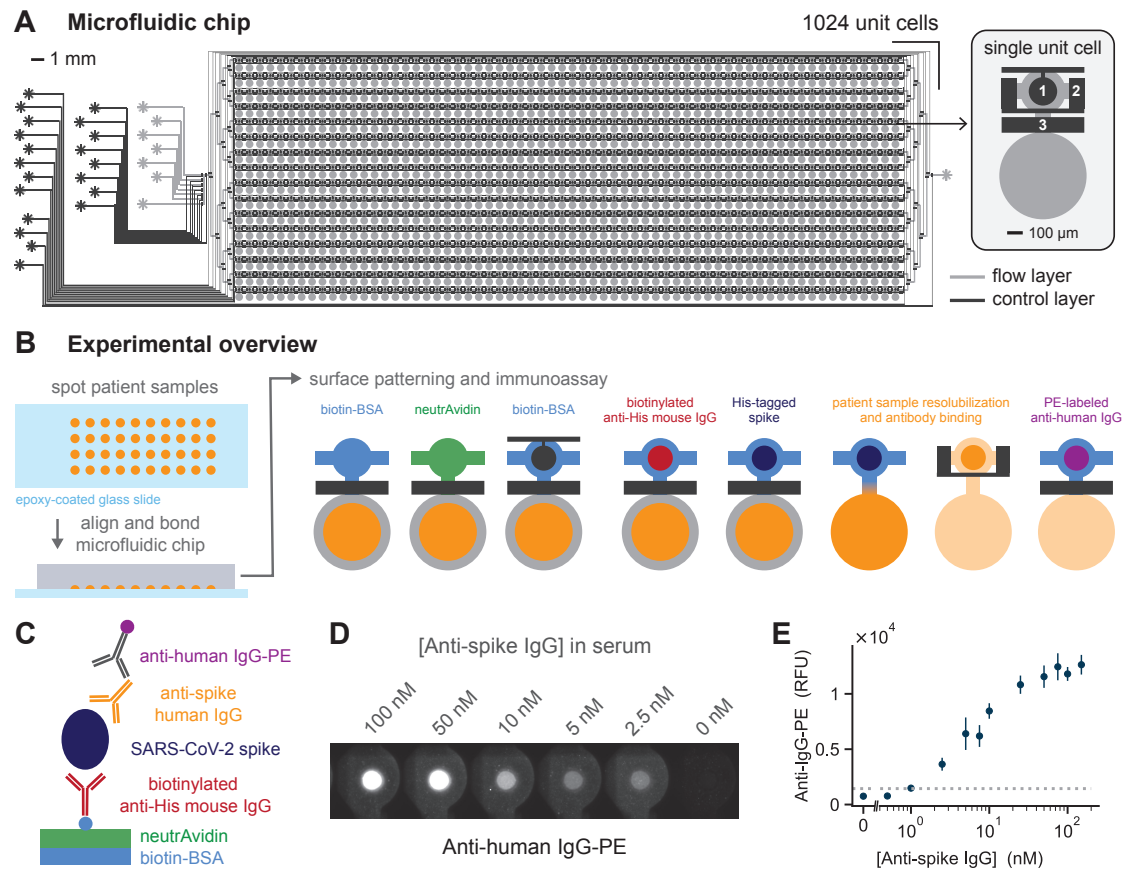 A Microfluidic chip
1 mm
1024 unit cells
single unit cell
1
2
3
100 µm
flow layer
control layer
B Experimental overview
spot patient samples
epoxy-coated glass slide
align and bond
microfluidic chip
surface patterning and immunoassay
biotin-BSA
neutrAvidin
biotin-BSA
biotinylated
anti-His mouse IgG
His-tagged
spike
patient sample resolubilization
and antibody binding
PE-labeled
anti-human IgG
C
anti-human IgG-PE
anti-spike
human IgG
SARS-CoV-2 spike
biotinylated
anti-His mouse IgG
neutrAvidin
biotin-BSA
D
[Anti-spike IgG] in serum
100 nM
50 nM
10 nM
5 nM
2.5 nM
0 nM
Anti-human IgG-PE
E
×10⁴
Anti-IgG-PE (RFU)
1
0.5
0
0
10⁰
10¹
10²
[Anti-spike IgG] (nM)